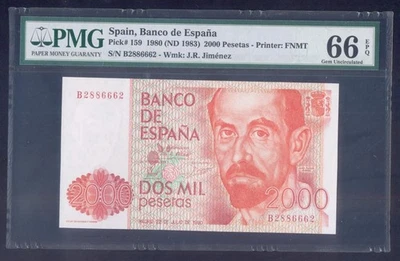 PMG
PAPER MONEY GUARANTY
Spain, Banco de España
Pick# 159 1980 (ND 1983) 2000 Pesetas - Printer: FNMT
S/N B2886662 - Wmk: J.R. Jiménez
66 EPQ
Gem Uncirculated
B2886662
BANCO
DE
ESPAÑA
2000
DOS MIL
pesetas
2000
B2886662